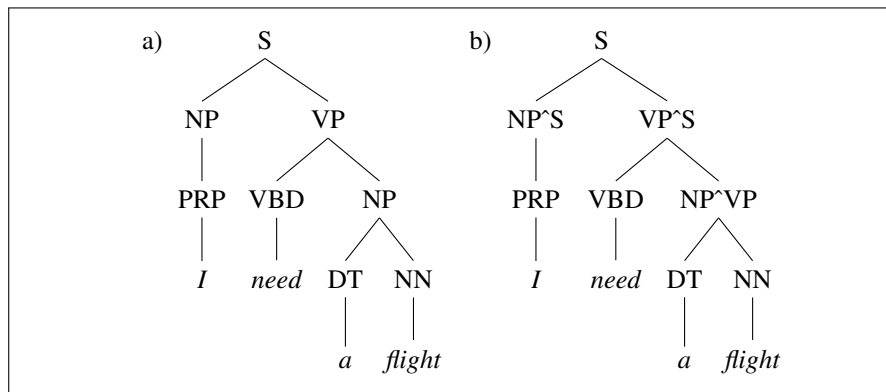 a) S b) S
NP VP NP^S VP^S
PRP VBD NP PRP VBD NP^VP
I need DT NN I need DT NN
a flight a flight